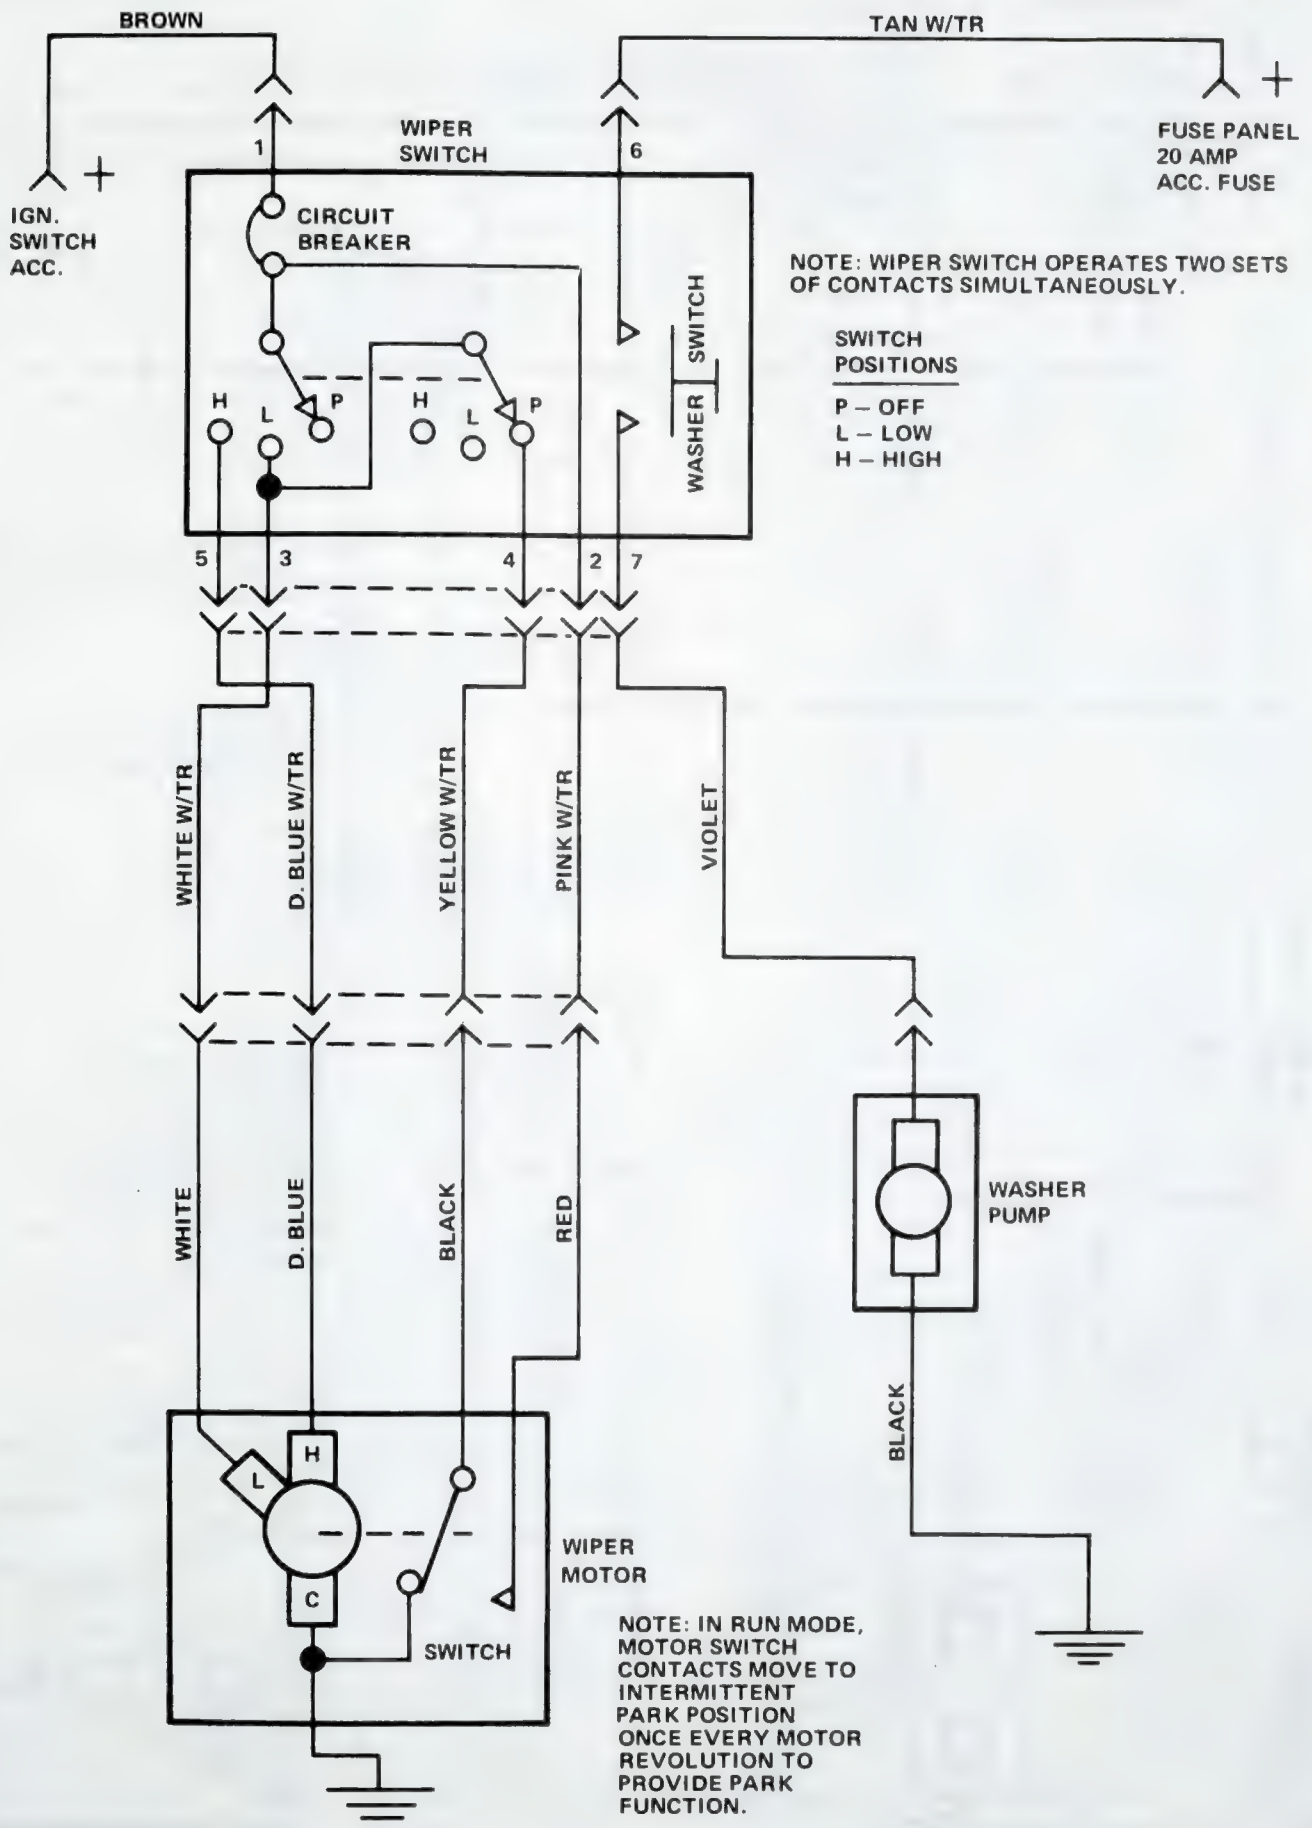 BROWN
TAN W/TR
+
+
FUSE PANEL
20 AMP
ACC. FUSE
IGN.
SWITCH
ACC.
1
WIPER
SWITCH
6
CIRCUIT
BREAKER
NOTE: WIPER SWITCH OPERATES TWO SETS
OF CONTACTS SIMULTANEOUSLY.
SWITCH
POSITIONS
P – OFF
L – LOW
H – HIGH
WASHER SWITCH
H
L
P
H
L
P
5
3
4
2
7
WHITE W/TR
D. BLUE W/TR
YELLOW W/TR
PINK W/TR
VIOLET
WHITE
D. BLUE
BLACK
RED
WASHER
PUMP
BLACK
H
L
C
SWITCH
WIPER
MOTOR
NOTE: IN RUN MODE,
MOTOR SWITCH
CONTACTS MOVE TO
INTERMITTENT
PARK POSITION
ONCE EVERY MOTOR
REVOLUTION TO
PROVIDE PARK
FUNCTION.